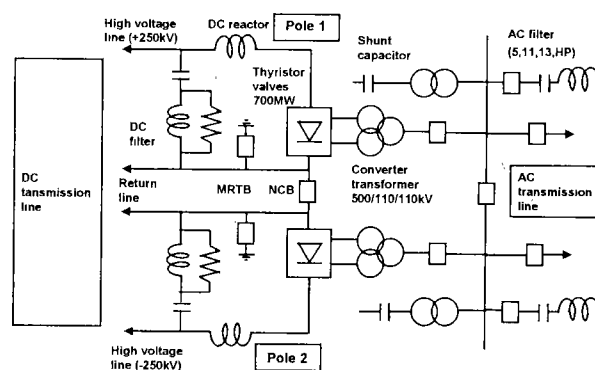 High voltage
line (+250kV)
DC reactor
Pole 1
Thyristor
valves
700MW
Shunt
capacitor
AC filter
(5,11,13,HP)
DC
filter
DC
tansmission
line
Return
line
MRTB
NCB
Converter
transformer
500/110/110kV
AC
transmission
line
High voltage
line (-250kV)
Pole 2